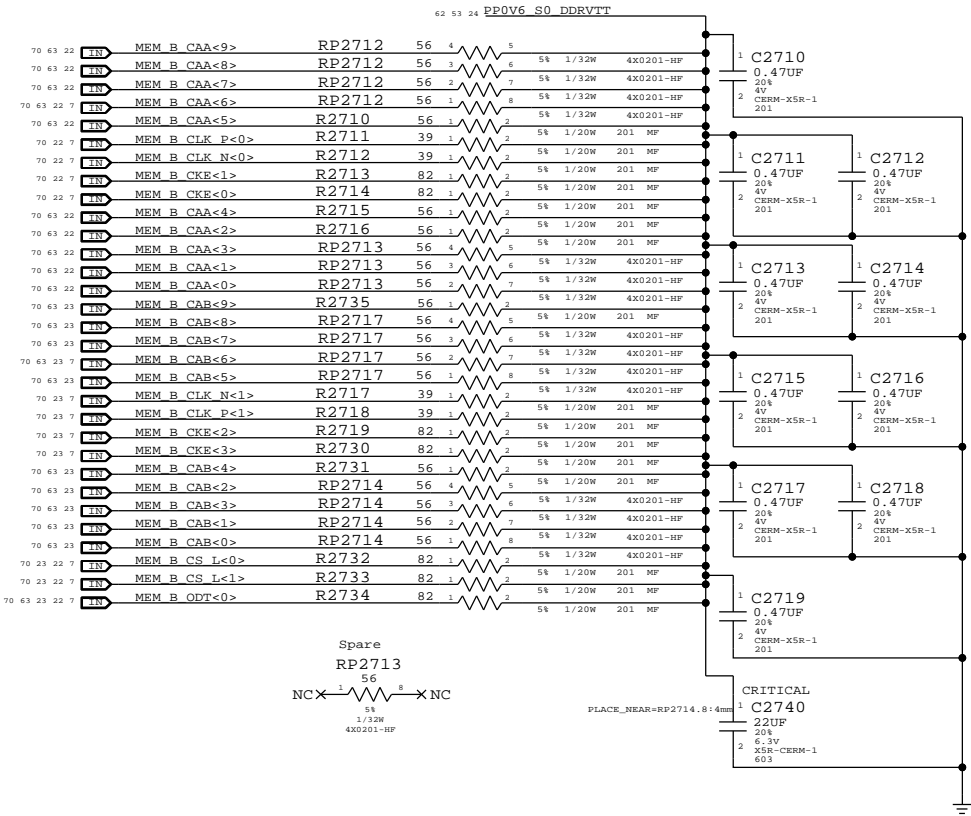 62 53 24 PP0V6_S0_DDRVTT
70 63 22 IN MEM_B_CAA<9> RP2712 56 4 5 5% 1/32W 4X0201-HF
70 63 22 IN MEM_B_CAA<8> RP2712 56 3 6 5% 1/32W 4X0201-HF
70 63 22 IN MEM_B_CAA<7> RP2712 56 2 7 5% 1/32W 4X0201-HF
70 63 22 7 IN MEM_B_CAA<6> RP2712 56 1 8 5% 1/32W 4X0201-HF
70 63 22 IN MEM_B_CAA<5> R2710 56 1 2 5% 1/20W 201 MF
70 22 7 IN MEM_B_CLK_P<0> R2711 39 1 2 5% 1/20W 201 MF
70 22 7 IN MEM_B_CLK_N<0> R2712 39 1 2 5% 1/20W 201 MF
70 22 7 IN MEM_B_CKE<1> R2713 82 1 2 5% 1/20W 201 MF
70 22 7 IN MEM_B_CKE<0> R2714 82 1 2 5% 1/20W 201 MF
70 63 22 IN MEM_B_CAA<4> R2715 56 1 2 5% 1/20W 201 MF
70 63 22 IN MEM_B_CAA<2> R2716 56 1 2 5% 1/20W 201 MF
70 63 22 IN MEM_B_CAA<3> RP2713 56 4 5 5% 1/32W 4X0201-HF
70 63 22 IN MEM_B_CAA<1> RP2713 56 3 6 5% 1/32W 4X0201-HF
70 63 22 IN MEM_B_CAA<0> RP2713 56 2 7 5% 1/32W 4X0201-HF
70 63 23 IN MEM_B_CAB<9> R2735 56 1 2 5% 1/20W 201 MF
70 63 23 IN MEM_B_CAB<8> RP2717 56 4 5 5% 1/32W 4X0201-HF
70 63 23 IN MEM_B_CAB<7> RP2717 56 3 6 5% 1/32W 4X0201-HF
70 63 23 7 IN MEM_B_CAB<6> RP2717 56 2 7 5% 1/32W 4X0201-HF
70 63 23 IN MEM_B_CAB<5> RP2717 56 1 8 5% 1/32W 4X0201-HF
70 23 7 IN MEM_B_CLK_N<1> R2717 39 1 2 5% 1/20W 201 MF
70 23 7 IN MEM_B_CLK_P<1> R2718 39 1 2 5% 1/20W 201 MF
70 23 7 IN MEM_B_CKE<2> R2719 82 1 2 5% 1/20W 201 MF
70 23 7 IN MEM_B_CKE<3> R2730 82 1 2 5% 1/20W 201 MF
70 63 23 IN MEM_B_CAB<4> R2731 56 1 2 5% 1/20W 201 MF
70 63 23 IN MEM_B_CAB<2> RP2714 56 4 5 5% 1/32W 4X0201-HF
70 63 23 IN MEM_B_CAB<3> RP2714 56 3 6 5% 1/32W 4X0201-HF
70 63 23 IN MEM_B_CAB<1> RP2714 56 2 7 5% 1/32W 4X0201-HF
70 63 23 IN MEM_B_CAB<0> RP2714 56 1 8 5% 1/32W 4X0201-HF
70 23 22 7 IN MEM_B_CS_L<0> R2732 82 1 2 5% 1/20W 201 MF
70 23 22 7 IN MEM_B_CS_L<1> R2733 82 1 2 5% 1/20W 201 MF
70 63 23 22 7 IN MEM_B_ODT<0> R2734 82 1 2 5% 1/20W 201 MF
1 C2710
0.47UF
20%
4V
2 CERM-X5R-1
201
1 C2711
0.47UF
20%
4V
2 CERM-X5R-1
201
1 C2712
0.47UF
20%
4V
2 CERM-X5R-1
201
1 C2713
0.47UF
20%
4V
2 CERM-X5R-1
201
1 C2714
0.47UF
20%
4V
2 CERM-X5R-1
201
1 C2715
0.47UF
20%
4V
2 CERM-X5R-1
201
1 C2716
0.47UF
20%
4V
2 CERM-X5R-1
201
1 C2717
0.47UF
20%
4V
2 CERM-X5R-1
201
1 C2718
0.47UF
20%
4V
2 CERM-X5R-1
201
1 C2719
0.47UF
20%
4V
2 CERM-X5R-1
201
Spare
RP2713
56
NC 1 8 NC
5%
1/32W
4X0201-HF
CRITICAL
PLACE_NEAR=RP2714.8:4mm 1 C2740
22UF
20%
6.3V
2 X5R-CERM-1
603